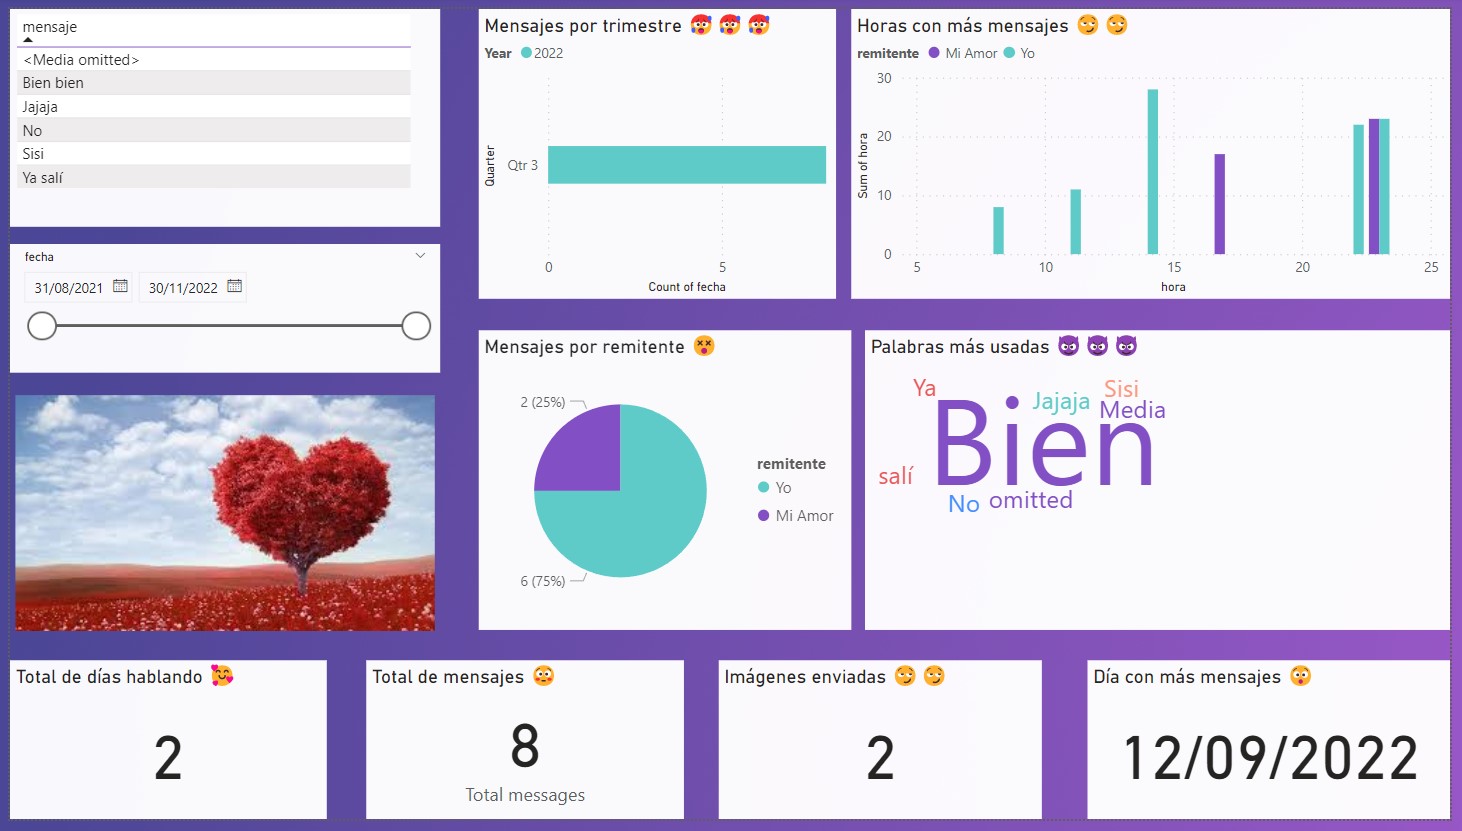 mensaje
<Media omitted>
Bien bien
Jajaja
No
Sisi
Ya salí
fecha
31/08/2021 30/11/2022
Mensajes por trimestre 🥵 🥵 🥵
Year 2022
Quarter
Qtr 3
0 5
Count of fecha
Horas con más mensajes 😏 😏
remitente Mi Amor Yo
Sum of hora
30
20
10
0
5 10 15 20 25
hora
Mensajes por remitente 😵
2 (25%)
6 (75%)
remitente
Yo
Mi Amor
Palabras más usadas 😈 😈 😈
Ya
Jajaja
Sisi
Media
Bien
salí
No
omitted
Total de días hablando 🥰
2
Total de mensajes 😳
8
Total messages
Imágenes enviadas 😏 😏
2
Día con más mensajes 😲
12/09/2022